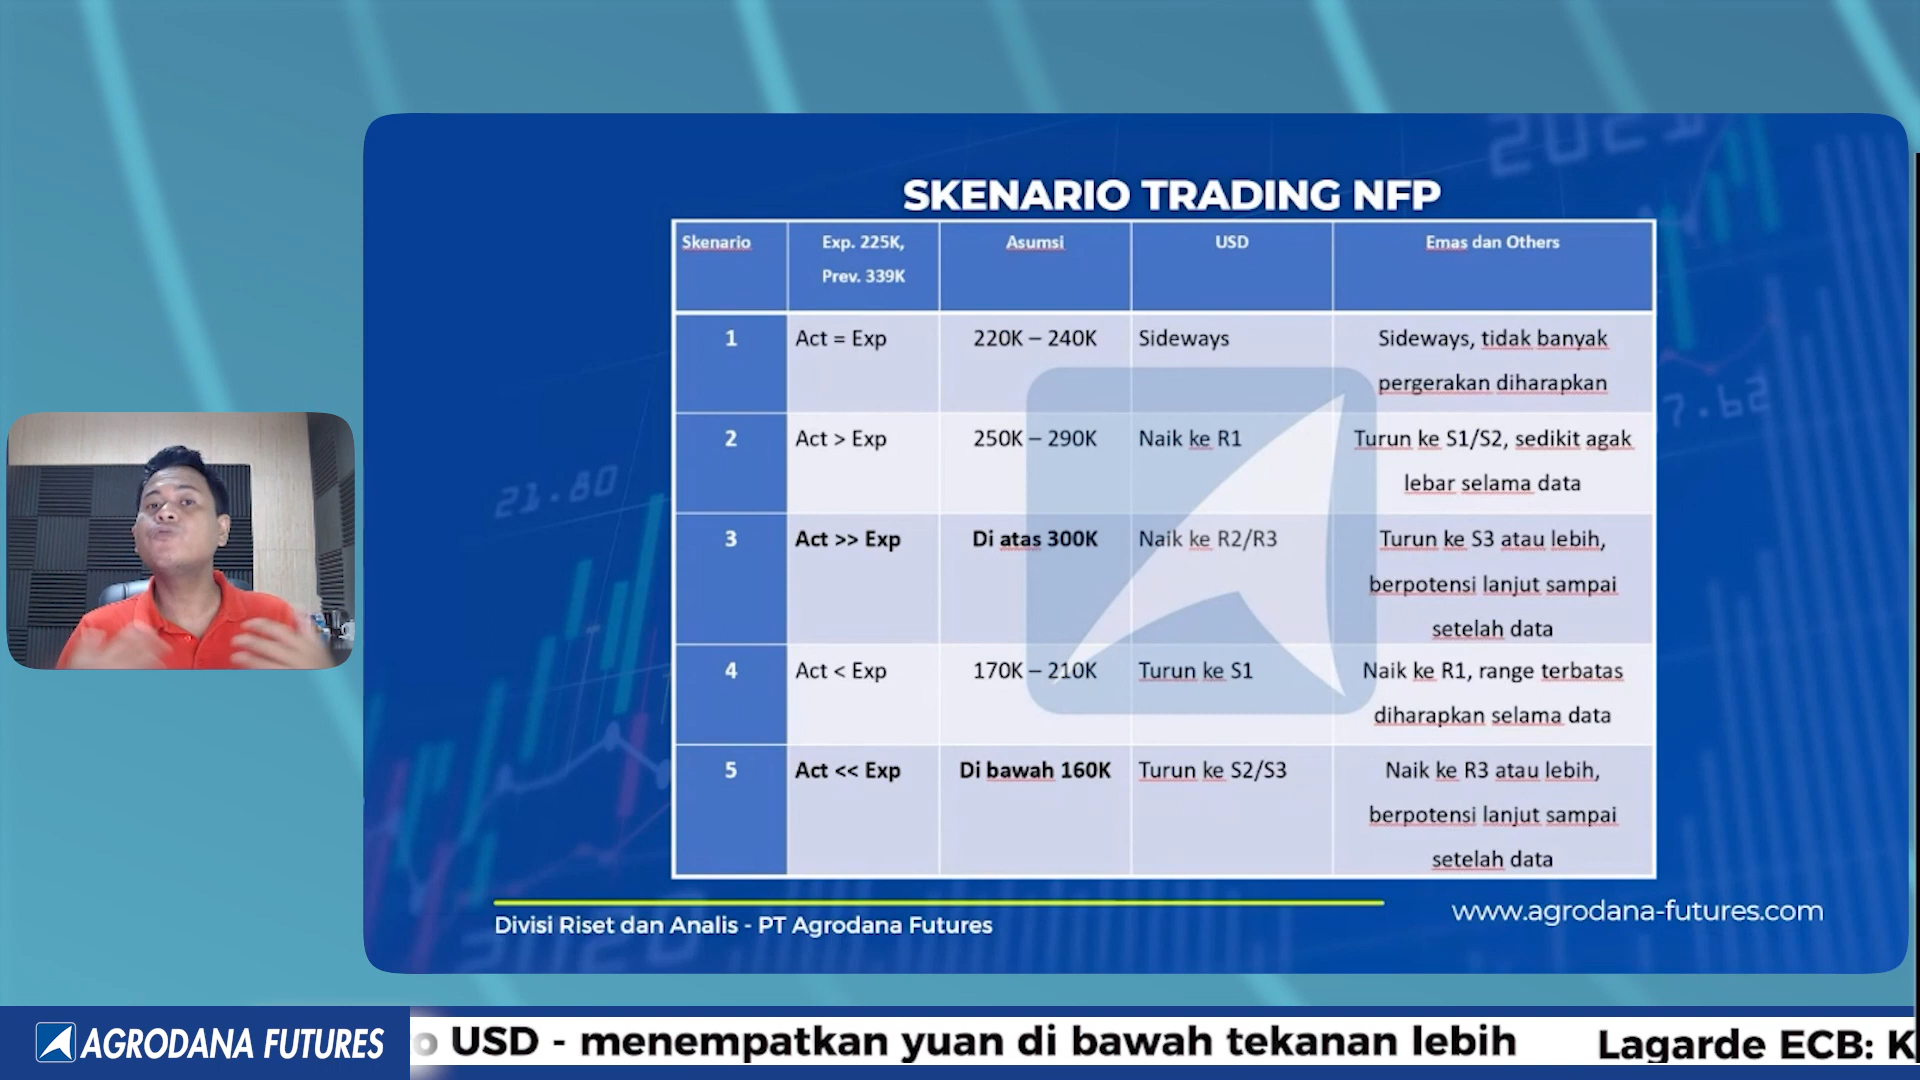 SKENARIO TRADING NFP
Skenario
Exp. 225K,
Prev. 339K
Asumsi
USD
Emas dan Others
1
Act = Exp
220K – 240K
Sideways
Sideways, tidak banyak
pergerakan diharapkan
2
Act > Exp
250K – 290K
Naik ke R1
Turun ke S1/S2, sedikit agak
lebar selama data
3
Act >> Exp
Di atas 300K
Naik ke R2/R3
Turun ke S3 atau lebih,
berpotensi lanjut sampai
setelah data
4
Act < Exp
170K – 210K
Turun ke S1
Naik ke R1, range terbatas
diharapkan selama data
5
Act << Exp
Di bawah 160K
Turun ke S2/S3
Naik ke R3 atau lebih,
berpotensi lanjut sampai
setelah data
2021
7.62
21.80
Divisi Riset dan Analis - PT Agrodana Futures
www.agrodana-futures.com
AGRODANA FUTURES
USD - menempatkan yuan di bawah tekanan lebih
Lagarde ECB: K